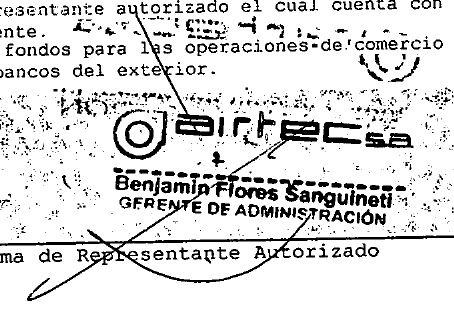 resentante autorizado el cual cuenta con
ente.
fondos para las operaciones de comercio
bancos del exterior.
airtec sa
Benjamin Flores Sanguineti
GERENTE DE ADMINISTRACIÓN
ma de Representante Autorizado